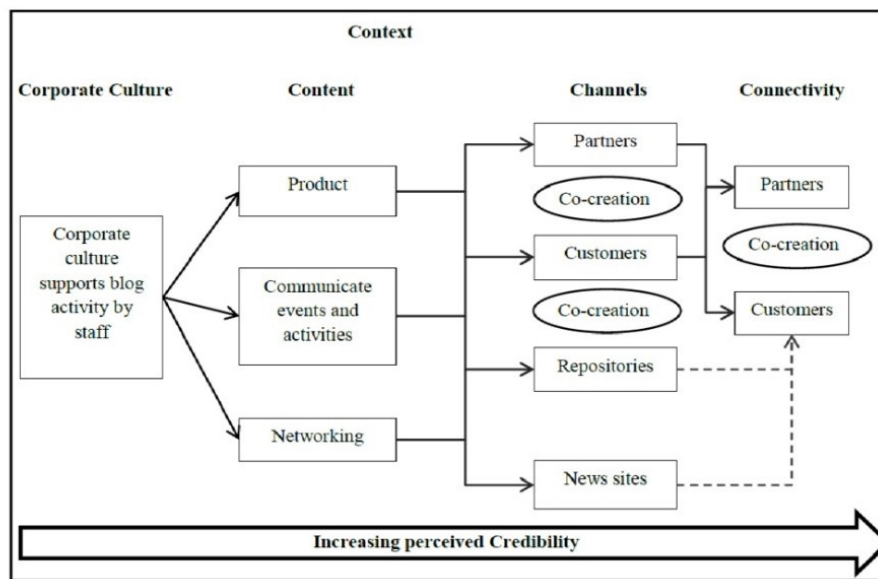 Context
Corporate Culture
Content
Channels
Connectivity
Partners
Product
Co-creation
Partners
Corporate
culture
supports blog
activity by
staff
Customers
Co-creation
Communicate
events and
activities
Co-creation
Customers
Repositories
Networking
News sites
Increasing perceived Credibility